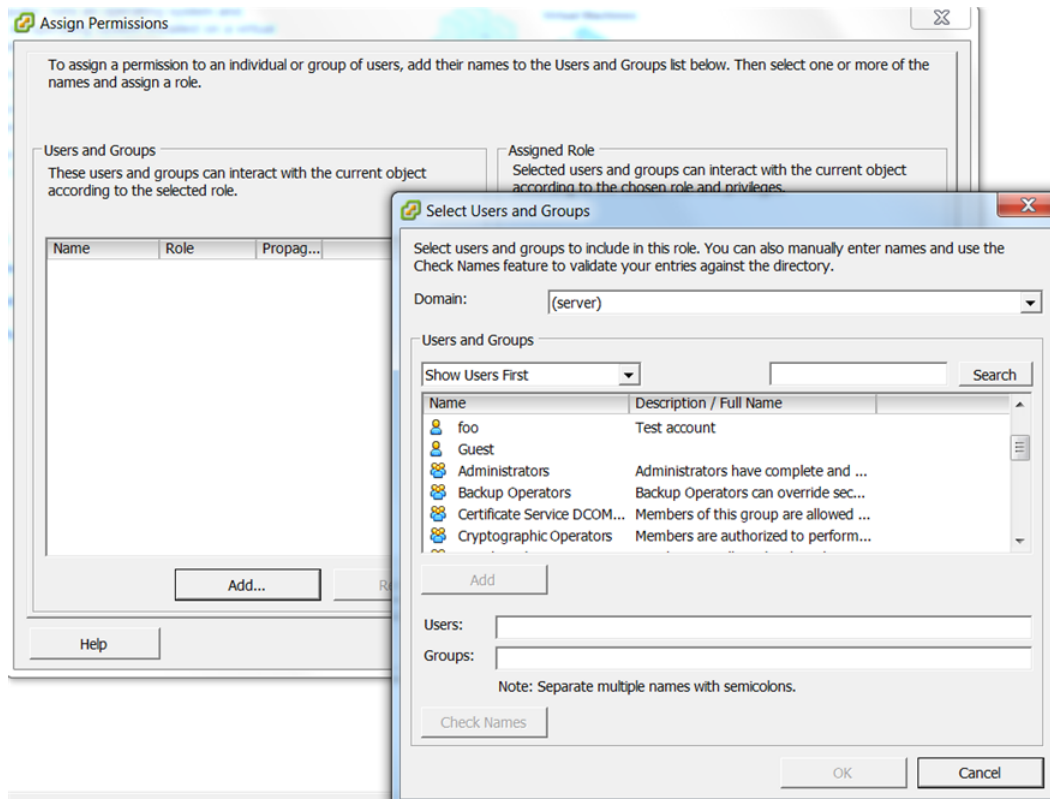 Assign Permissions
To assign a permission to an individual or group of users, add their names to the Users and Groups list below. Then select one or more of the
names and assign a role.
Users and Groups
These users and groups can interact with the current object
according to the selected role.
Assigned Role
Selected users and groups can interact with the current object
according to the chosen role and privileges.
Name Role Propag...
Add...
Help
Select Users and Groups
Select users and groups to include in this role. You can also manually enter names and use the
Check Names feature to validate your entries against the directory.
Domain: (server)
Users and Groups
Show Users First Search
Name Description / Full Name
foo Test account
Guest
Administrators Administrators have complete and ...
Backup Operators Backup Operators can override sec...
Certificate Service DCOM... Members of this group are allowed ...
Cryptographic Operators Members are authorized to perform...
Add
Users:
Groups:
Note: Separate multiple names with semicolons.
Check Names
OK Cancel